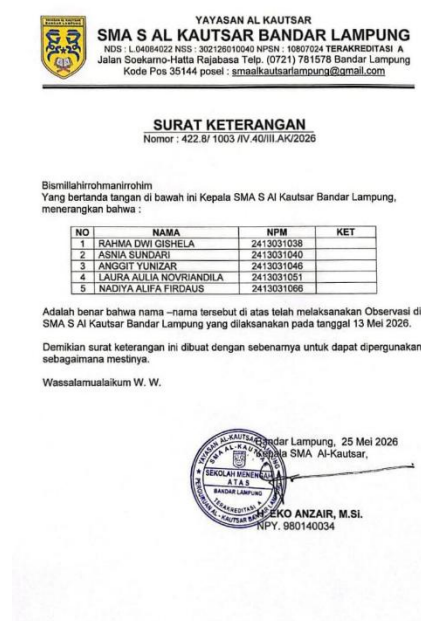 YAYASAN AL KAUTSAR
SMA S AL KAUTSAR BANDAR LAMPUNG
NDS : L.04084022 NSS : 302126010040 NPSN : 10807024 TERAKREDITASI A
Jalan Soekarno-Hatta Rajabasa Telp. (0721) 781578 Bandar Lampung
Kode Pos 35144 posel : smaalkautsarlampung@gmail.com
SURAT KETERANGAN
Nomor : 422.8/ 1003 /IV.40/III.AK/2026
Bismillahirrohmanirrohim
Yang bertanda tangan di bawah ini Kepala SMA S Al Kautsar Bandar Lampung,
menerangkan bahwa :
NO NAMA NPM KET
1 RAHMA DWI GISHELA 2413031038
2 ASNIA SUNDARI 2413031040
3 ANGGIT YUNIZAR 2413031046
4 LAURA AULIA NOVRIANDILA 2413031051
5 NADIYA ALIFA FIRDAUS 2413031066
Adalah benar bahwa nama –nama tersebut di atas telah melaksanakan Observasi di
SMA S Al Kautsar Bandar Lampung yang dilaksanakan pada tanggal 13 Mei 2026.
Demikian surat keterangan ini dibuat dengan sebenarnya untuk dapat dipergunakan
sebagaimana mestinya.
Wassalamualaikum W. W.
Bandar Lampung, 25 Mei 2026
Kepala SMA Al-Kautsar,
SEKOLAH MENENGAH
ATAS
BANDAR LAMPUNG
TERAKREDITASI A
H. EKO ANZAIR, M.Si.
NPY. 980140034